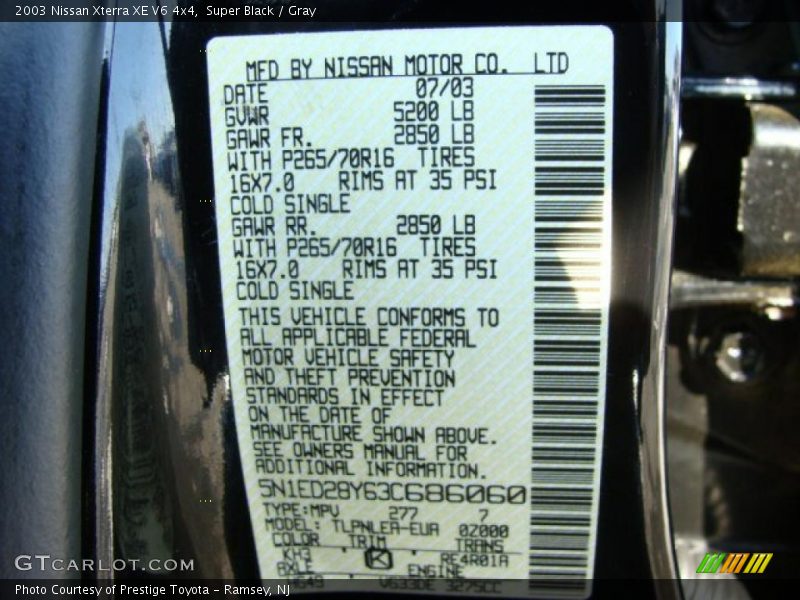 2003 Nissan Xterra XE V6 4x4,  Super Black / Gray
MFD BY NISSAN MOTOR CO. LTD
DATE 07/03
GVWR 5200 LB
GAWR FR. 2850 LB
WITH P265/70R16 TIRES
16X7.0 RIMS AT 35 PSI
COLD SINGLE
GAWR RR. 2850 LB
WITH P265/70R16 TIRES
16X7.0 RIMS AT 35 PSI
COLD SINGLE
THIS VEHICLE CONFORMS TO
ALL APPLICABLE FEDERAL
MOTOR VEHICLE SAFETY
AND THEFT PREVENTION
STANDARDS IN EFFECT
ON THE DATE OF
MANUFACTURE SHOWN ABOVE.
SEE OWNERS MANUAL FOR
ADDITIONAL INFORMATION.
5N1ED28Y63C686060
TYPE:MPV 277 7
MODEL: TLPNLEA-EUA 0Z000
COLOR TRIM TRANS
KH3 K RE4R01A
AXLE ENGINE
VG33DE 3275CC
GTCARLOT.COM
Photo Courtesy of Prestige Toyota - Ramsey, NJ